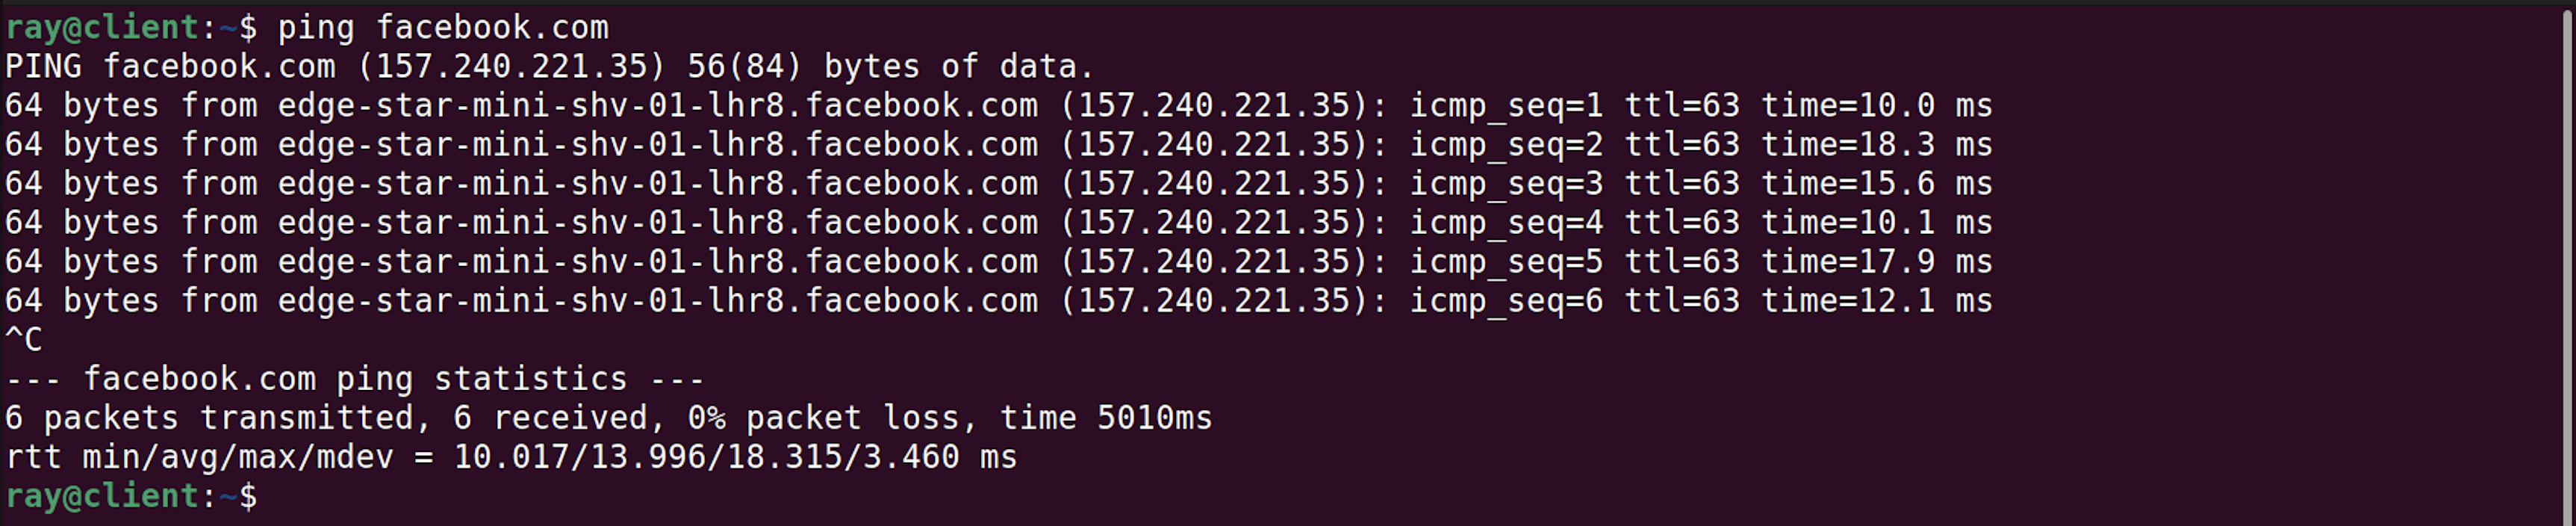 ray@client:~$ ping facebook.com
PING facebook.com (157.240.221.35) 56(84) bytes of data.
64 bytes from edge-star-mini-shv-01-lhr8.facebook.com (157.240.221.35): icmp_seq=1 ttl=63 time=10.0 ms
64 bytes from edge-star-mini-shv-01-lhr8.facebook.com (157.240.221.35): icmp_seq=2 ttl=63 time=18.3 ms
64 bytes from edge-star-mini-shv-01-lhr8.facebook.com (157.240.221.35): icmp_seq=3 ttl=63 time=15.6 ms
64 bytes from edge-star-mini-shv-01-lhr8.facebook.com (157.240.221.35): icmp_seq=4 ttl=63 time=10.1 ms
64 bytes from edge-star-mini-shv-01-lhr8.facebook.com (157.240.221.35): icmp_seq=5 ttl=63 time=17.9 ms
64 bytes from edge-star-mini-shv-01-lhr8.facebook.com (157.240.221.35): icmp_seq=6 ttl=63 time=12.1 ms
^C
--- facebook.com ping statistics ---
6 packets transmitted, 6 received, 0% packet loss, time 5010ms
rtt min/avg/max/mdev = 10.017/13.996/18.315/3.460 ms
ray@client:~$